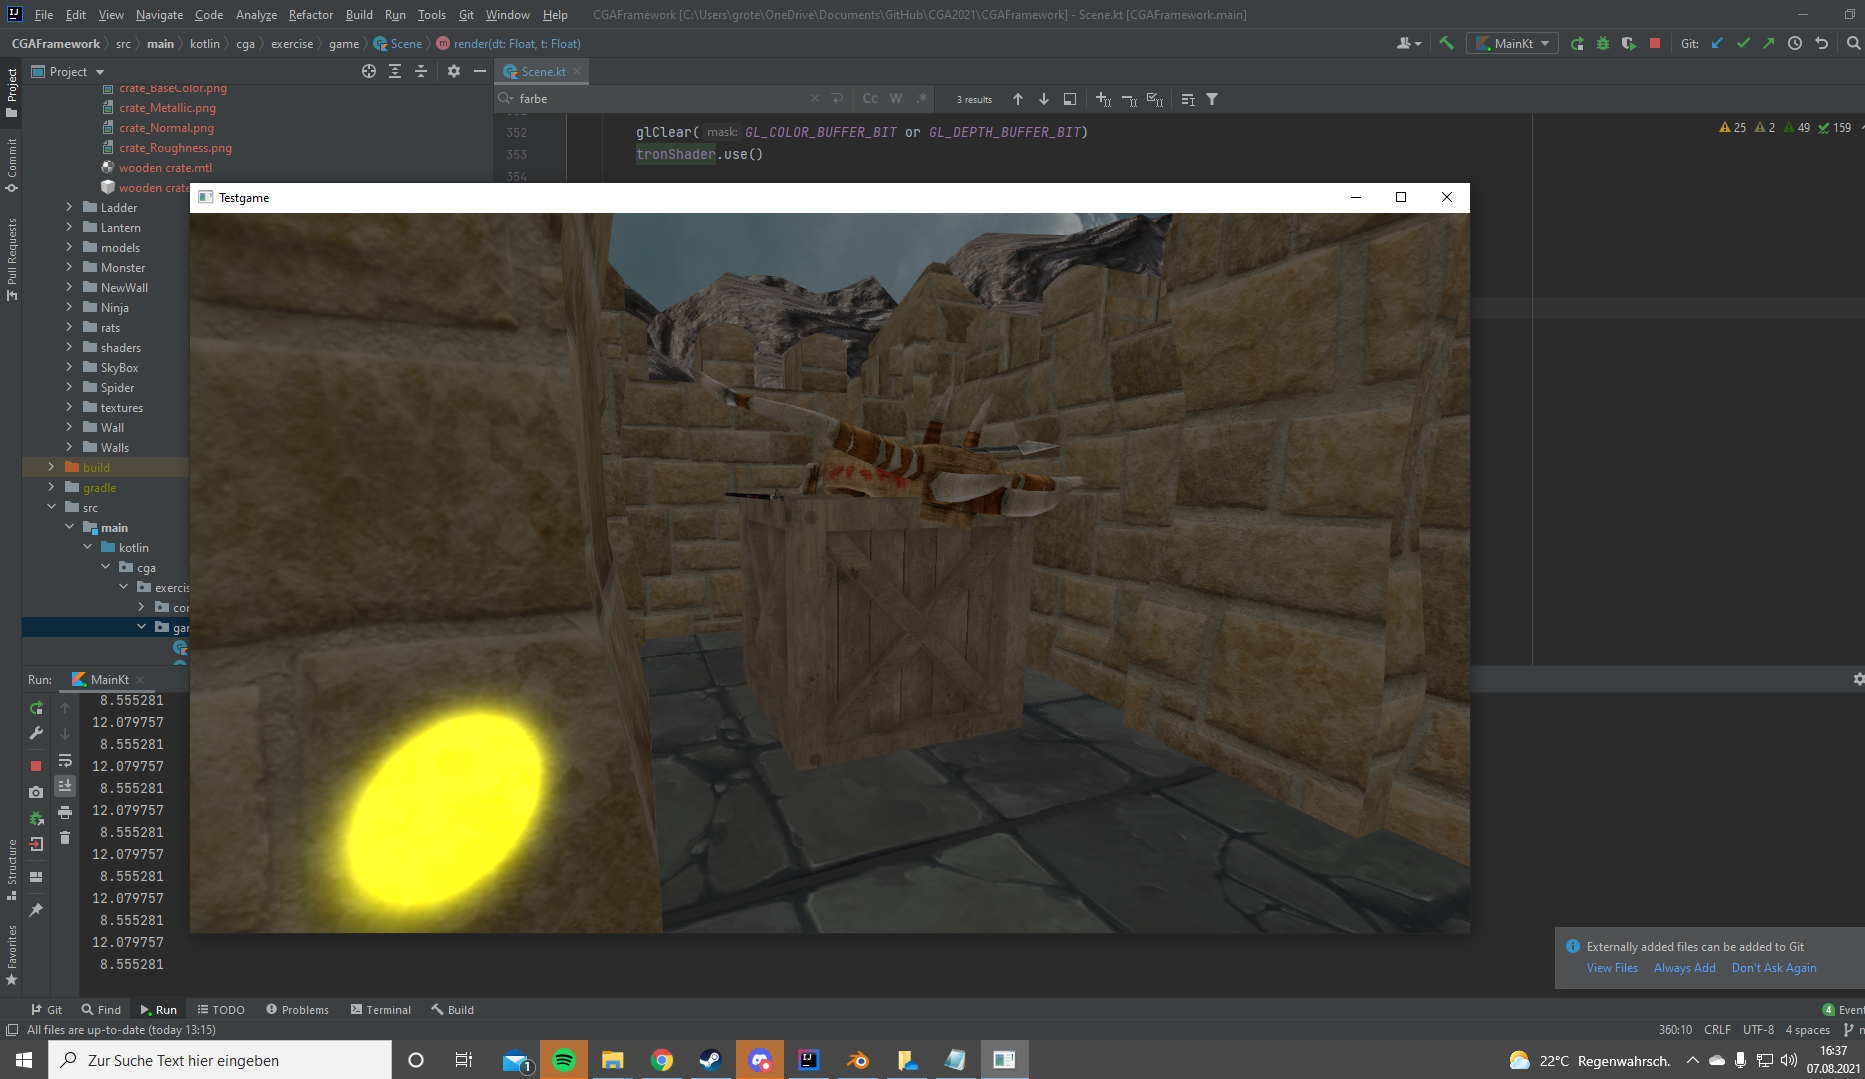 File Edit View Navigate Code Analyze Refactor Build Run Tools Git Window Help CGAFramework [C:\Users\grote\OneDrive\Documents\GitHub\CGA2021\CGAFramework] - Scene.kt [CGAFramework.main]
CGAFramework src main kotlin cga exercise game Scene render(dt: Float, t: Float) MainKt Git:
Project Scene.kt
farbe Cc W .* 3 results
crate_BaseColor.png
crate_Metallic.png
crate_Normal.png
crate_Roughness.png
wooden crate.mtl
wooden crate
Ladder
Lantern
models
Monster
NewWall
Ninja
rats
shaders
SkyBox
Spider
textures
Wall
Walls
build
gradle
src
main
kotlin
cga
exercis
cor
gar
352 glClear( mask: GL_COLOR_BUFFER_BIT or GL_DEPTH_BUFFER_BIT)
353 tronShader.use()
354
25 2 49 159
Testgame
Project
Commit
Pull Requests
Structure
Favorites
Run: MainKt
8.555281
12.079757
8.555281
12.079757
8.555281
12.079757
8.555281
12.079757
8.555281
12.079757
8.555281
12.079757
8.555281
Externally added files can be added to Git
View Files Always Add Don't Ask Again
Git Find Run TODO Problems Terminal Build 4 Event
All files are up-to-date (today 13:15) 360:10 CRLF UTF-8 4 spaces
Zur Suche Text hier eingeben 1 22°C Regenwahrsch. 16:37
07.08.2021